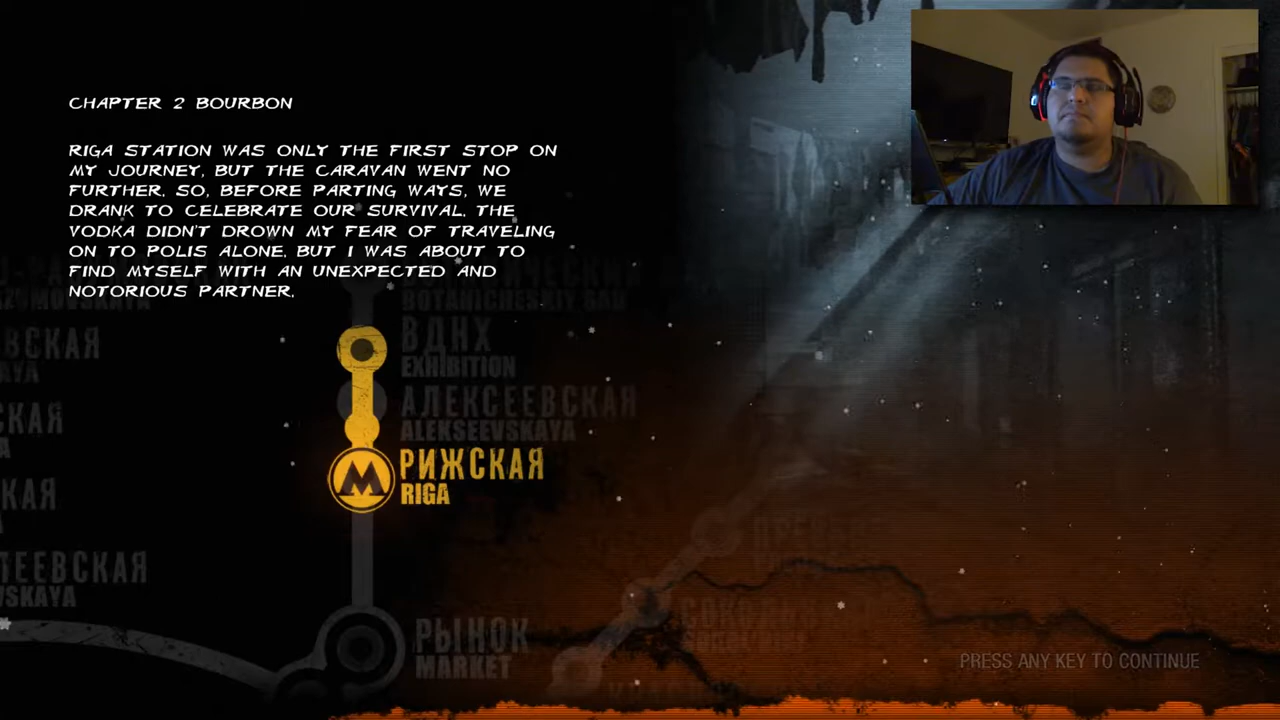 CHAPTER 2 BOURBON
RIGA STATION WAS ONLY THE FIRST STOP ON
MY JOURNEY, BUT THE CARAVAN WENT NO
FURTHER. SO, BEFORE PARTING WAYS, WE
DRANK TO CELEBRATE OUR SURVIVAL. THE
VODKA DIDN'T DROWN MY FEAR OF TRAVELING
ON TO POLIS ALONE. BUT I WAS ABOUT TO
FIND MYSELF WITH AN UNEXPECTED AND
NOTORIOUS PARTNER.
BOTANICHESKIY SAD
ВДНХ
EXHIBITION
АЛЕКСЕЕВСКАЯ
ALEKSEEVSKAYA
М
РИЖСКАЯ
RIGA
РЫНОК
MARKET
PRESS ANY KEY TO CONTINUE